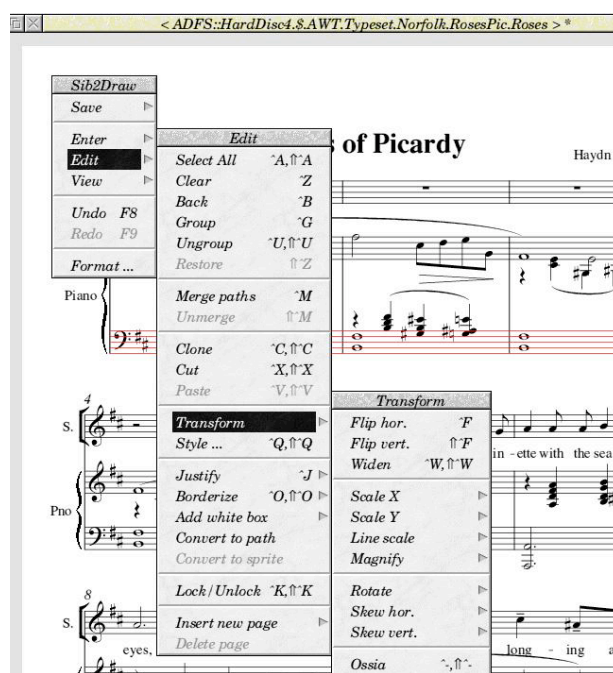 < ADFS::HardDisc4.$.AWT.Typeset.Norfolk.RosesPic.Roses > *
Sib2Draw
Save
Enter
Edit
View
Undo F8
Redo F9
Format ...
Edit
Select All ^A,⇑^A
Clear ^Z
Back ^B
Group ^G
Ungroup ^U,⇑^U
Restore ⇑^Z
Merge paths ^M
Unmerge ⇑^M
Clone ^C,⇑^C
Cut ^X,⇑^X
Paste ^V,⇑^V
Transform
Style ... ^Q,⇑^Q
Justify ^J
Borderize ^O,⇑^O
Add white box
Convert to path
Convert to sprite
Lock/Unlock ^K,⇑^K
Insert new page
Delete page
Transform
Flip hor. ^F
Flip vert. ⇑^F
Widen ^W,⇑^W
Scale X
Scale Y
Line scale
Magnify
Rotate
Skew hor.
Skew vert.
Ossia ^-,⇑^-
of Picardy
Haydn
Piano
4
S.
in - ette with the sea
Pno
8
S.
eyes,
long - ing